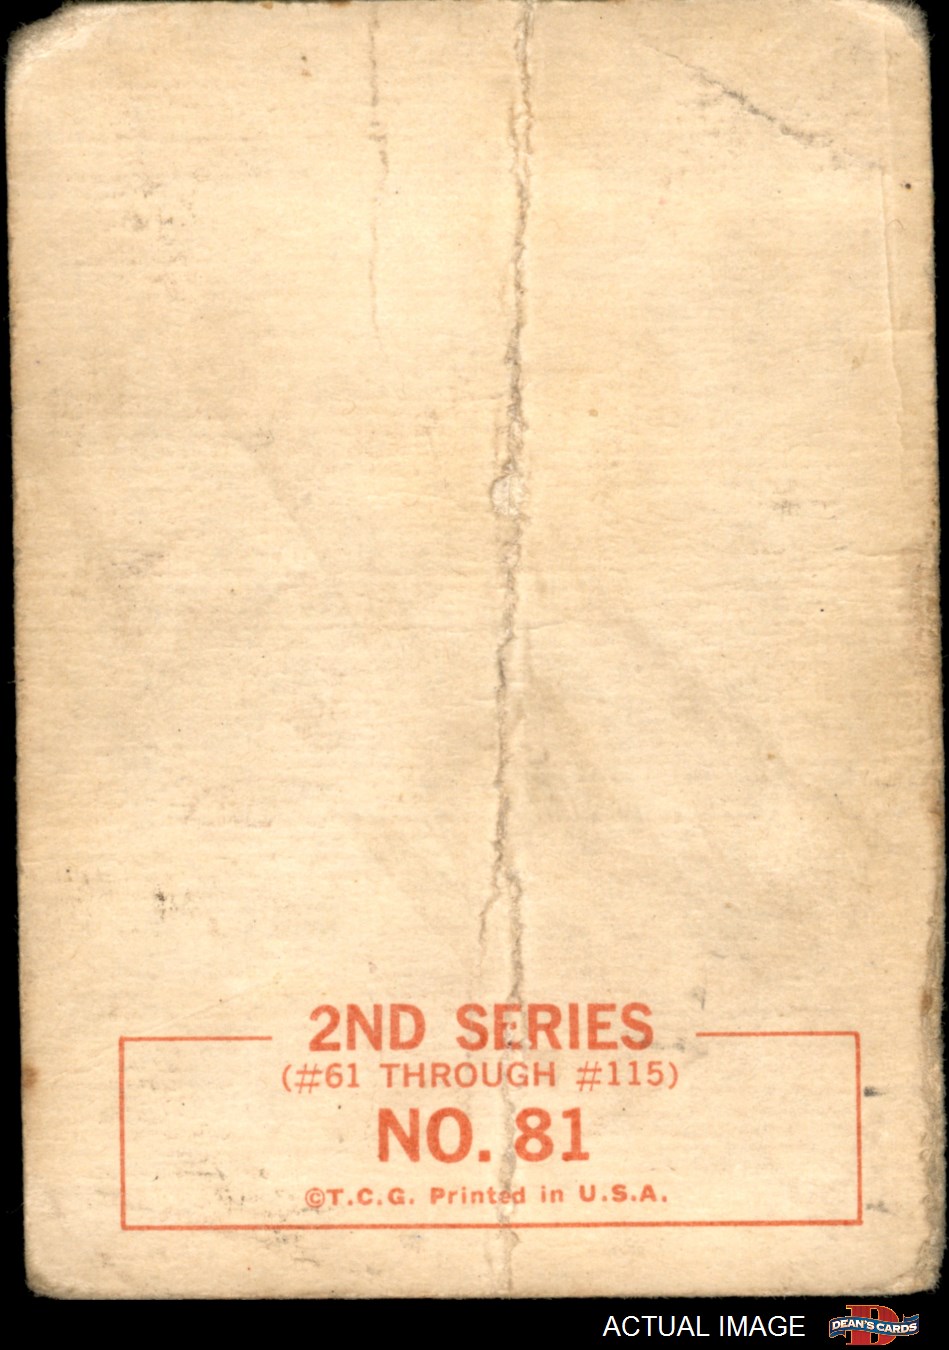 2ND SERIES
(#61 THROUGH #115)
NO. 81
©T.C.G. Printed in U.S.A.
ACTUAL IMAGE
D
DEAN'S CARDS